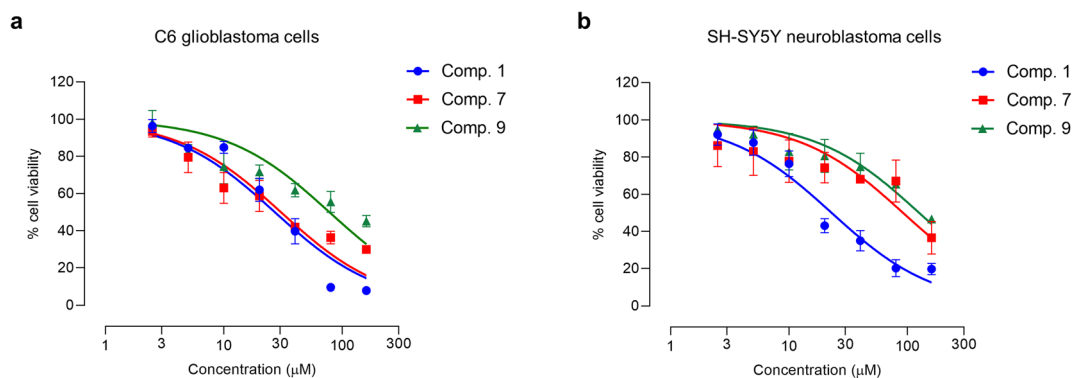 a
C6 glioblastoma cells
% cell viability
120
100
80
60
40
20
0
1
3
10
30
100
300
Concentration (µM)
Comp. 1
Comp. 7
Comp. 9
b
SH-SY5Y neuroblastoma cells
% cell viability
120
100
80
60
40
20
0
1
3
10
30
100
300
Concentration (µM)
Comp. 1
Comp. 7
Comp. 9